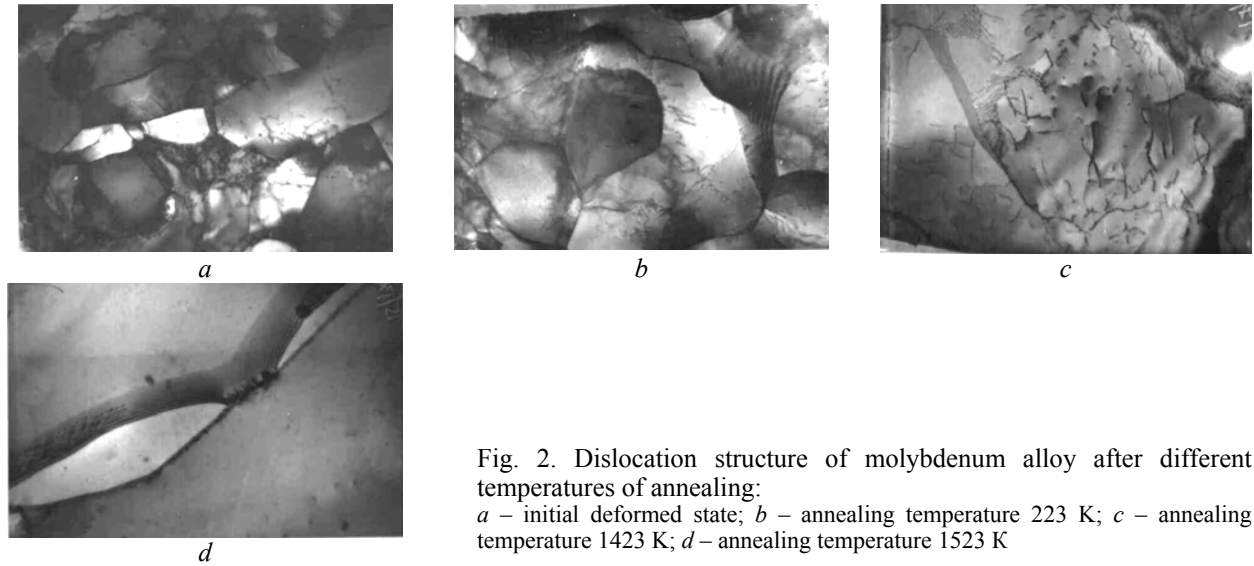 a
b
c
d
Fig. 2. Dislocation structure of molybdenum alloy after different
temperatures of annealing:
a – initial deformed state; b – annealing temperature 223 K; c – annealing
temperature 1423 K; d – annealing temperature 1523 К